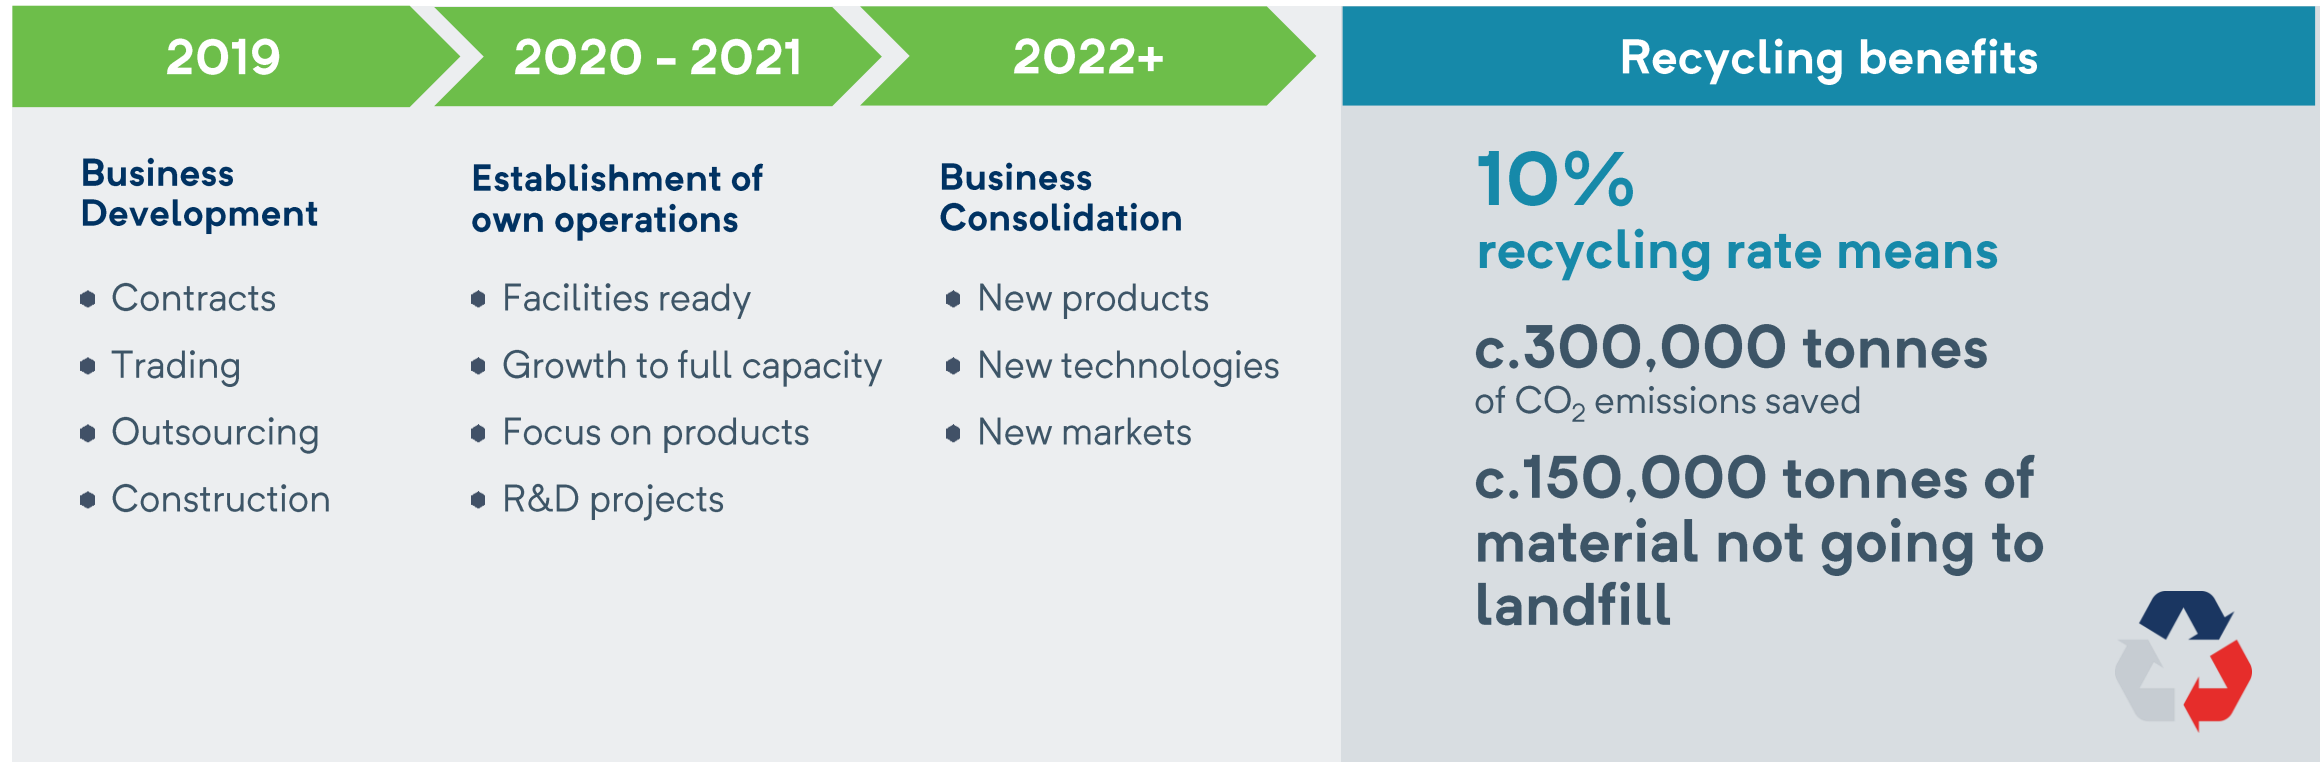 2019
Business
Development
• Contracts
• Trading
• Outsourcing
• Construction
2020 – 2021
Establishment of
own operations
• Facilities ready
• Growth to full capacity
• Focus on products
• R&D projects
2022+
Business
Consolidation
• New products
• New technologies
• New markets
Recycling benefits
10%
recycling rate means
c.300,000 tonnes
of CO₂ emissions saved
c.150,000 tonnes of
material not going to
landfill